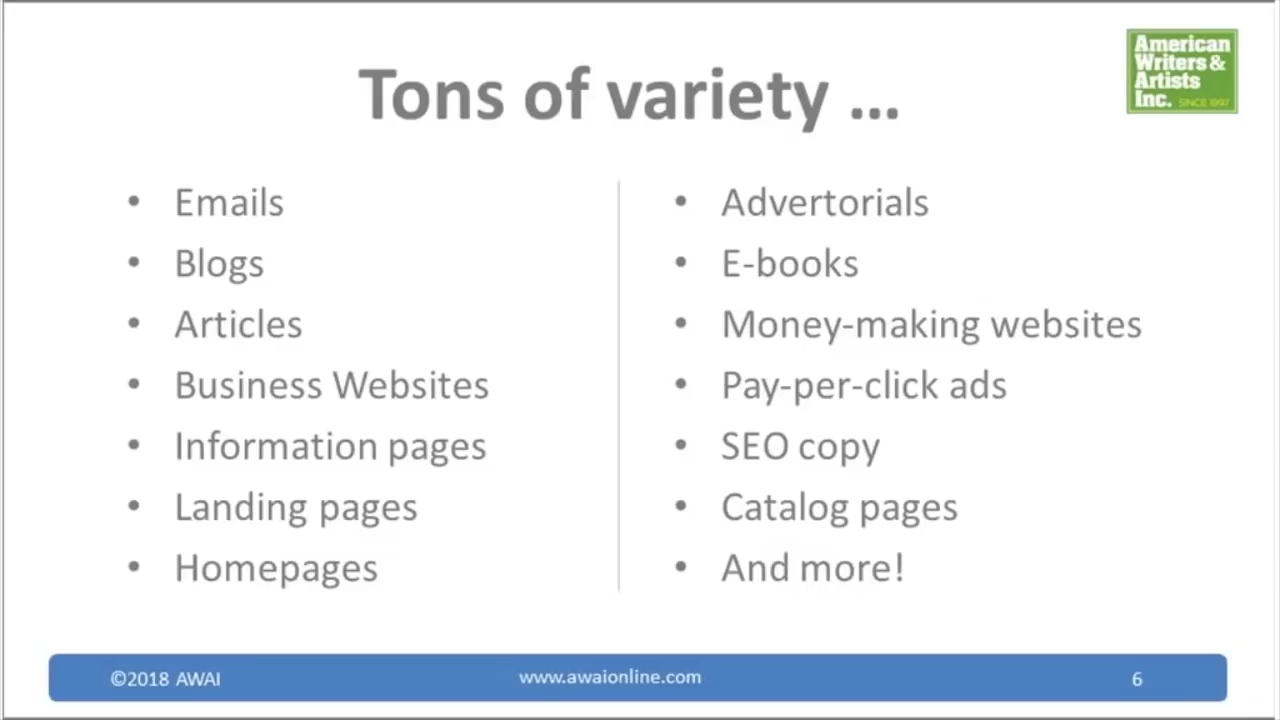 Tons of variety ...
American
Writers &
Artists
Inc. SINCE 1997
• Emails
• Blogs
• Articles
• Business Websites
• Information pages
• Landing pages
• Homepages
• Advertorials
• E-books
• Money-making websites
• Pay-per-click ads
• SEO copy
• Catalog pages
• And more!
©2018 AWAI
www.awaionline.com
6